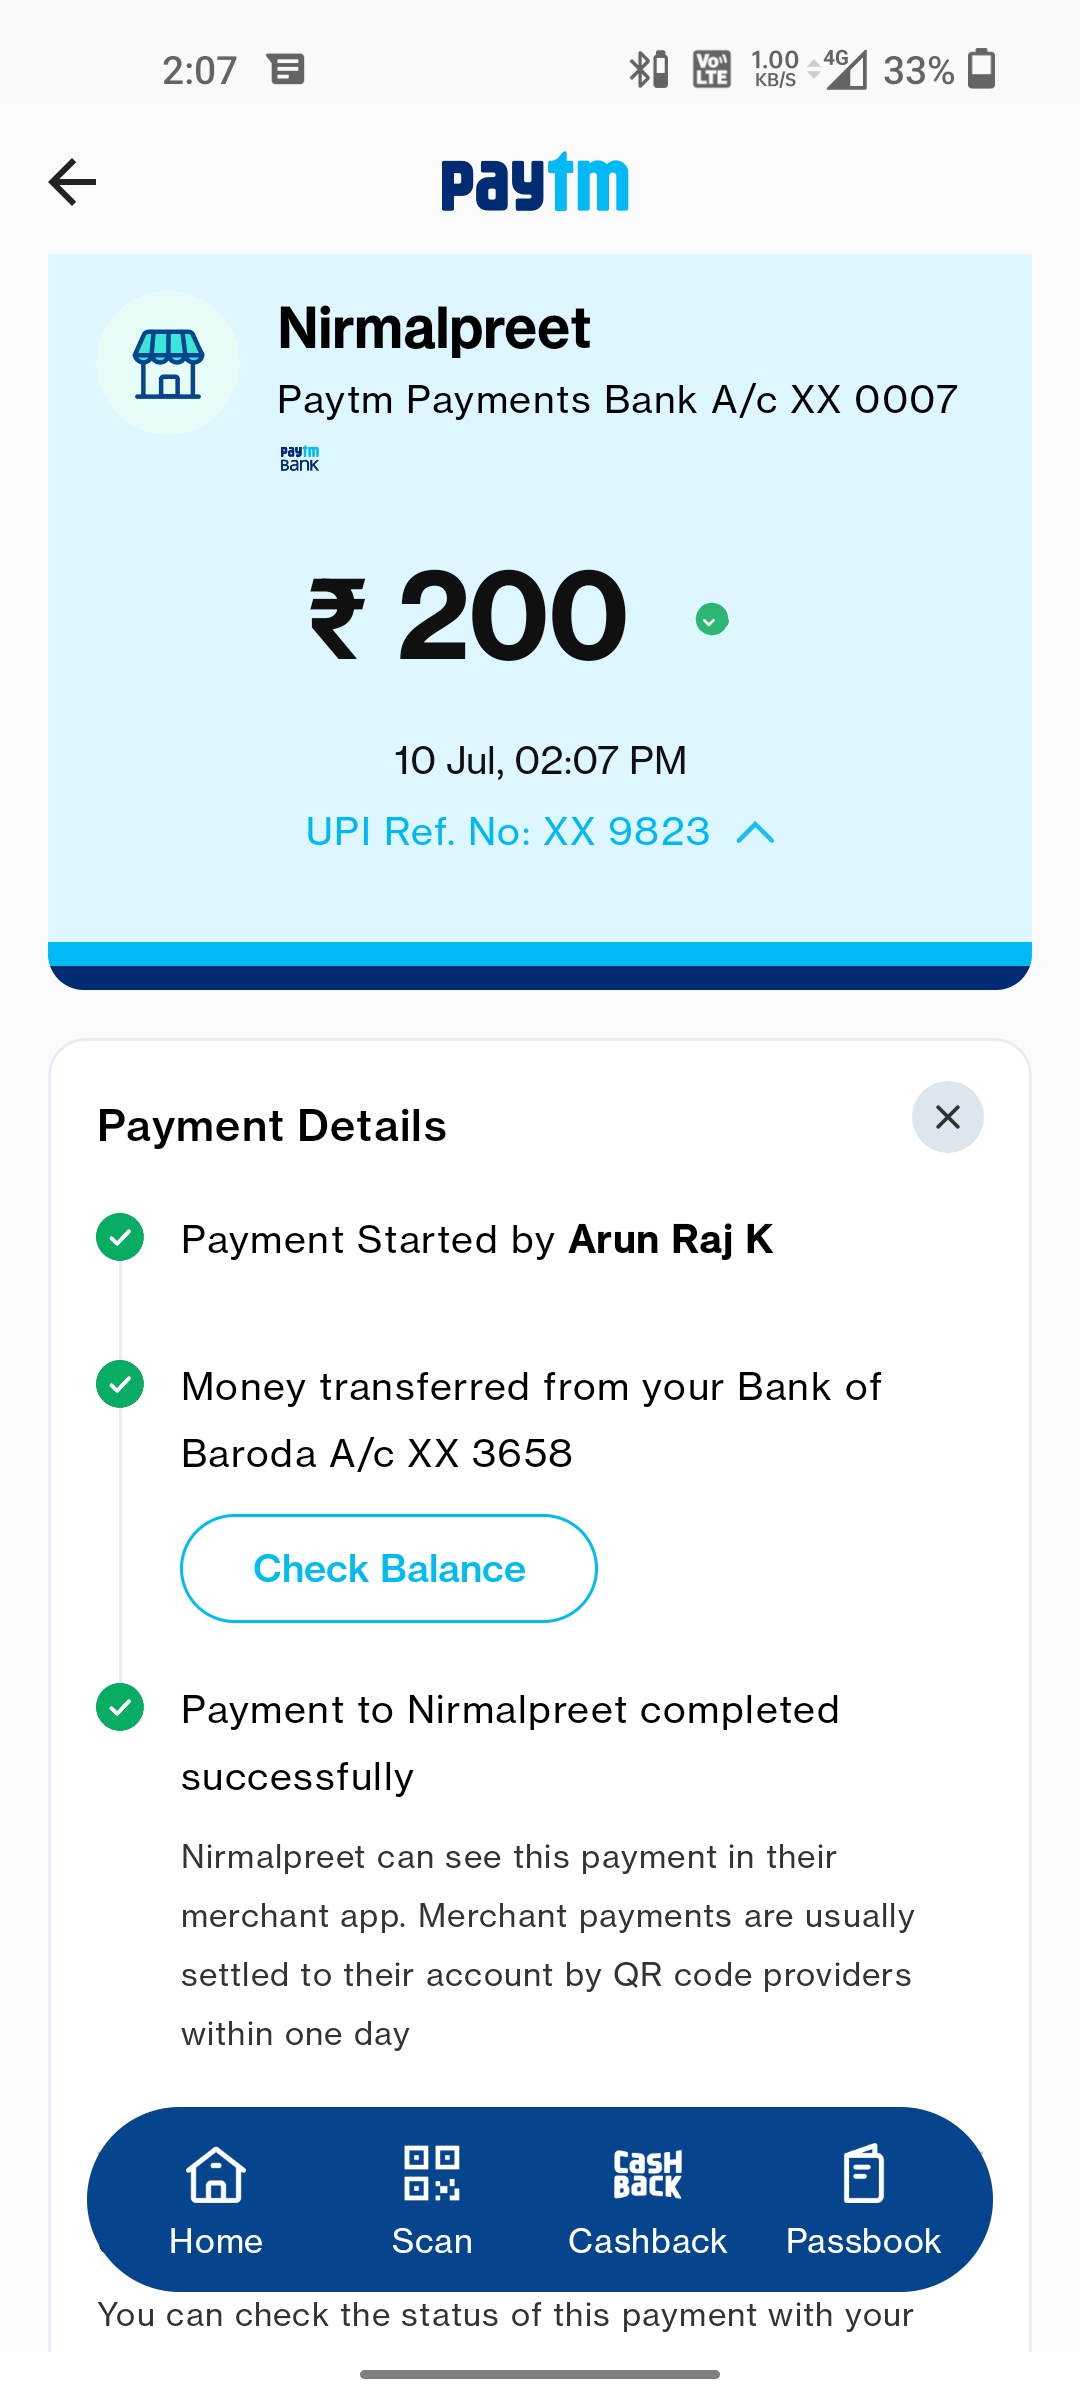 2:07
VoLTE 1.00 KB/S 4G 33%
paytm
Nirmalpreet
Paytm Payments Bank A/c XX 0007
paytm BANK
₹ 200
10 Jul, 02:07 PM
UPI Ref. No: XX 9823
Payment Details
Payment Started by Arun Raj K
Money transferred from your Bank of
Baroda A/c XX 3658
Check Balance
Payment to Nirmalpreet completed
successfully
Nirmalpreet can see this payment in their
merchant app. Merchant payments are usually
settled to their account by QR code providers
within one day
CASH BACK
Home Scan Cashback Passbook
You can check the status of this payment with your